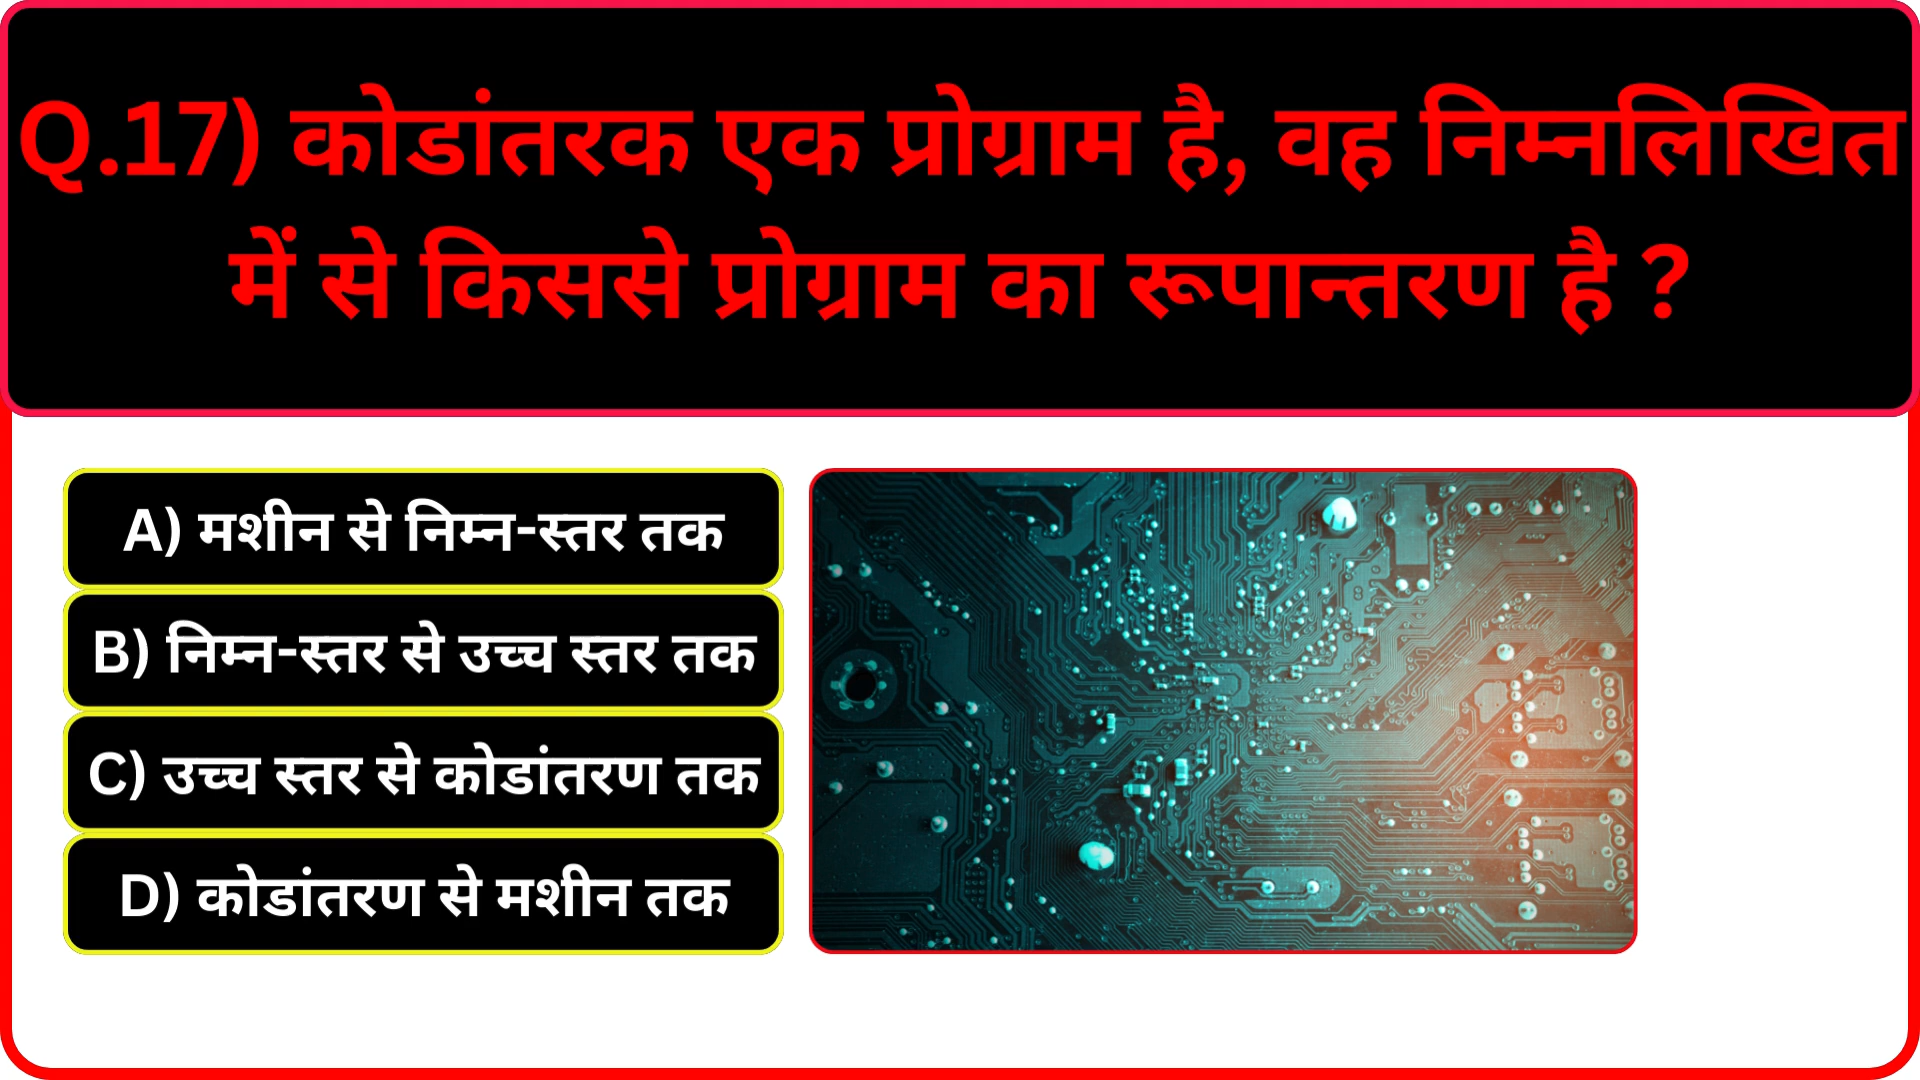 Q.17) कोडांतरक एक प्रोग्राम है, वह निम्नलिखित
में से किससे प्रोग्राम का रूपान्तरण है ?
A) मशीन से निम्न-स्तर तक
B) निम्न-स्तर से उच्च स्तर तक
C) उच्च स्तर से कोडांतरण तक
D) कोडांतरण से मशीन तक